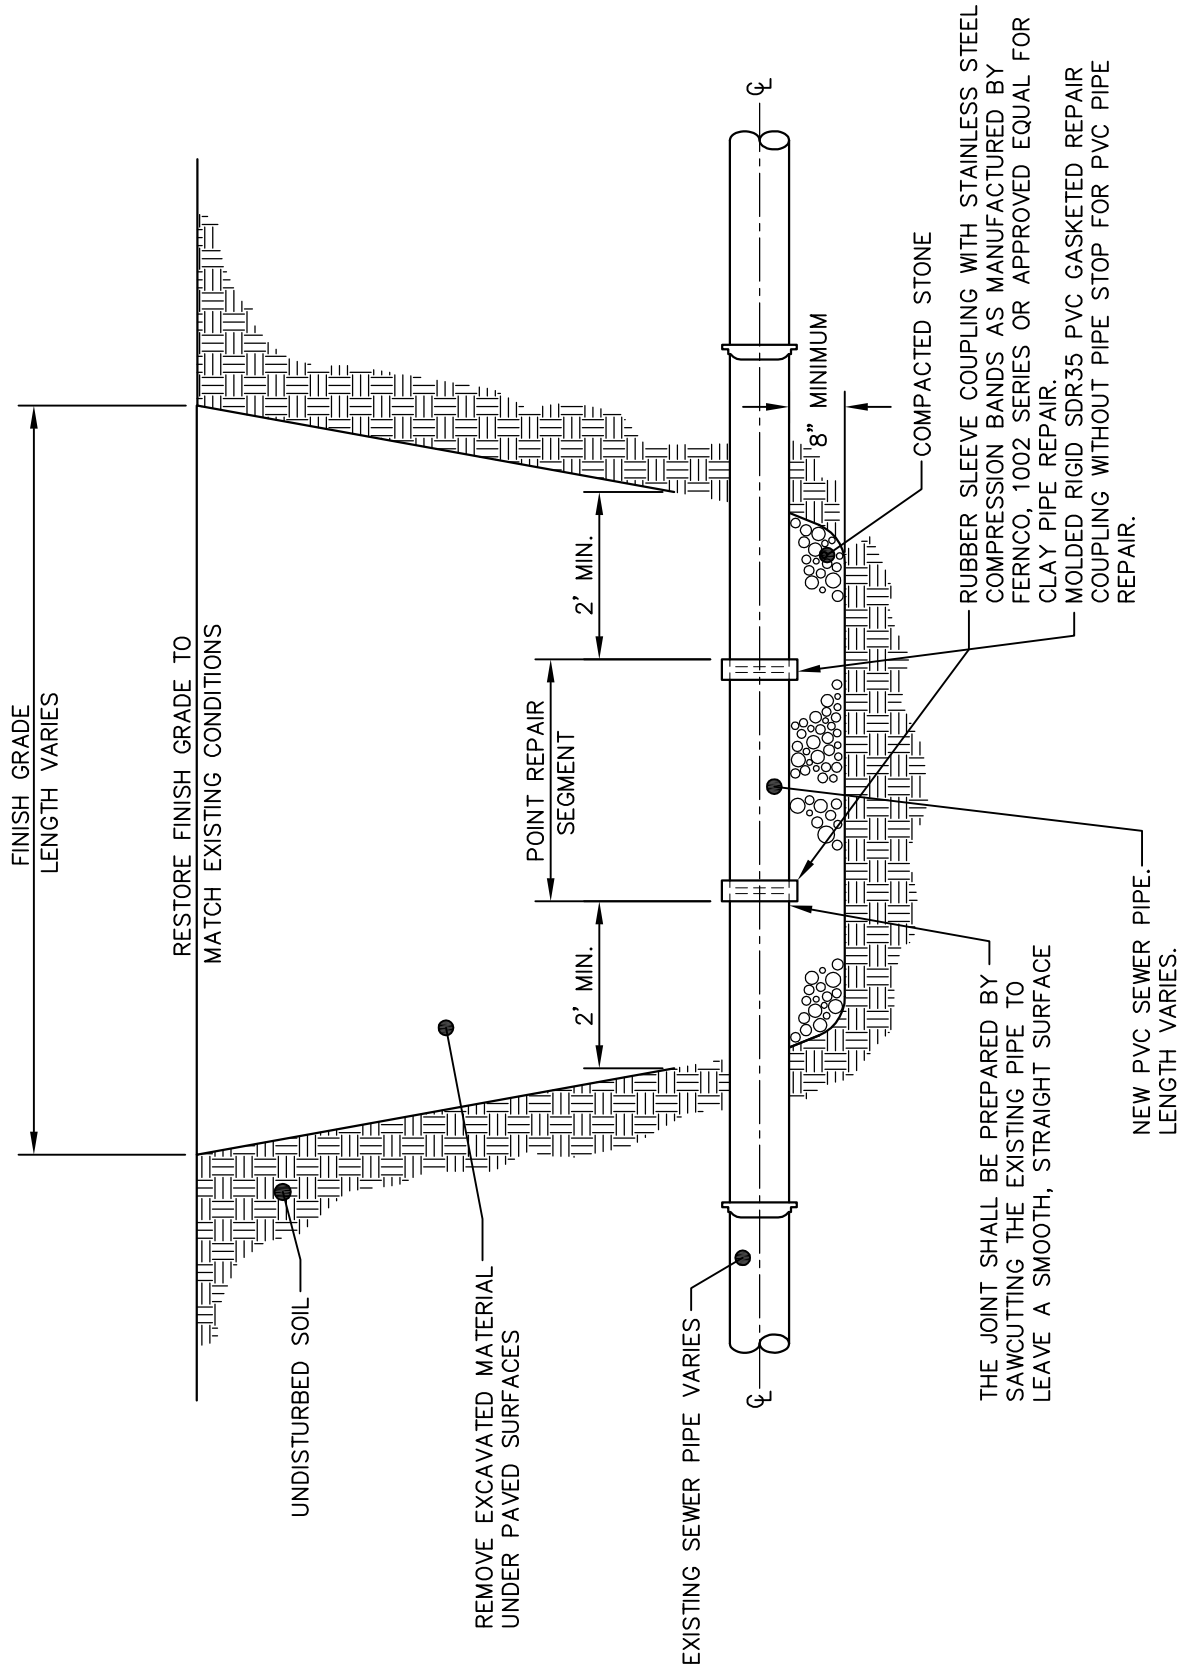 FINISH GRADE
LENGTH VARIES
RESTORE FINISH GRADE TO
MATCH EXISTING CONDITIONS
UNDISTURBED SOIL
REMOVE EXCAVATED MATERIAL
UNDER PAVED SURFACES
2' MIN.
POINT REPAIR
SEGMENT
2' MIN.
EXISTING SEWER PIPE VARIES
℄
℄
8" MINIMUM
COMPACTED STONE
THE JOINT SHALL BE PREPARED BY
SAWCUTTING THE EXISTING PIPE TO
LEAVE A SMOOTH, STRAIGHT SURFACE
RUBBER SLEEVE COUPLING WITH STAINLESS STEEL
COMPRESSION BANDS AS MANUFACTURED BY
FERNCO, 1002 SERIES OR APPROVED EQUAL FOR
CLAY PIPE REPAIR.
MOLDED RIGID SDR35 PVC GASKETED REPAIR
COUPLING WITHOUT PIPE STOP FOR PVC PIPE
REPAIR.
NEW PVC SEWER PIPE.
LENGTH VARIES.